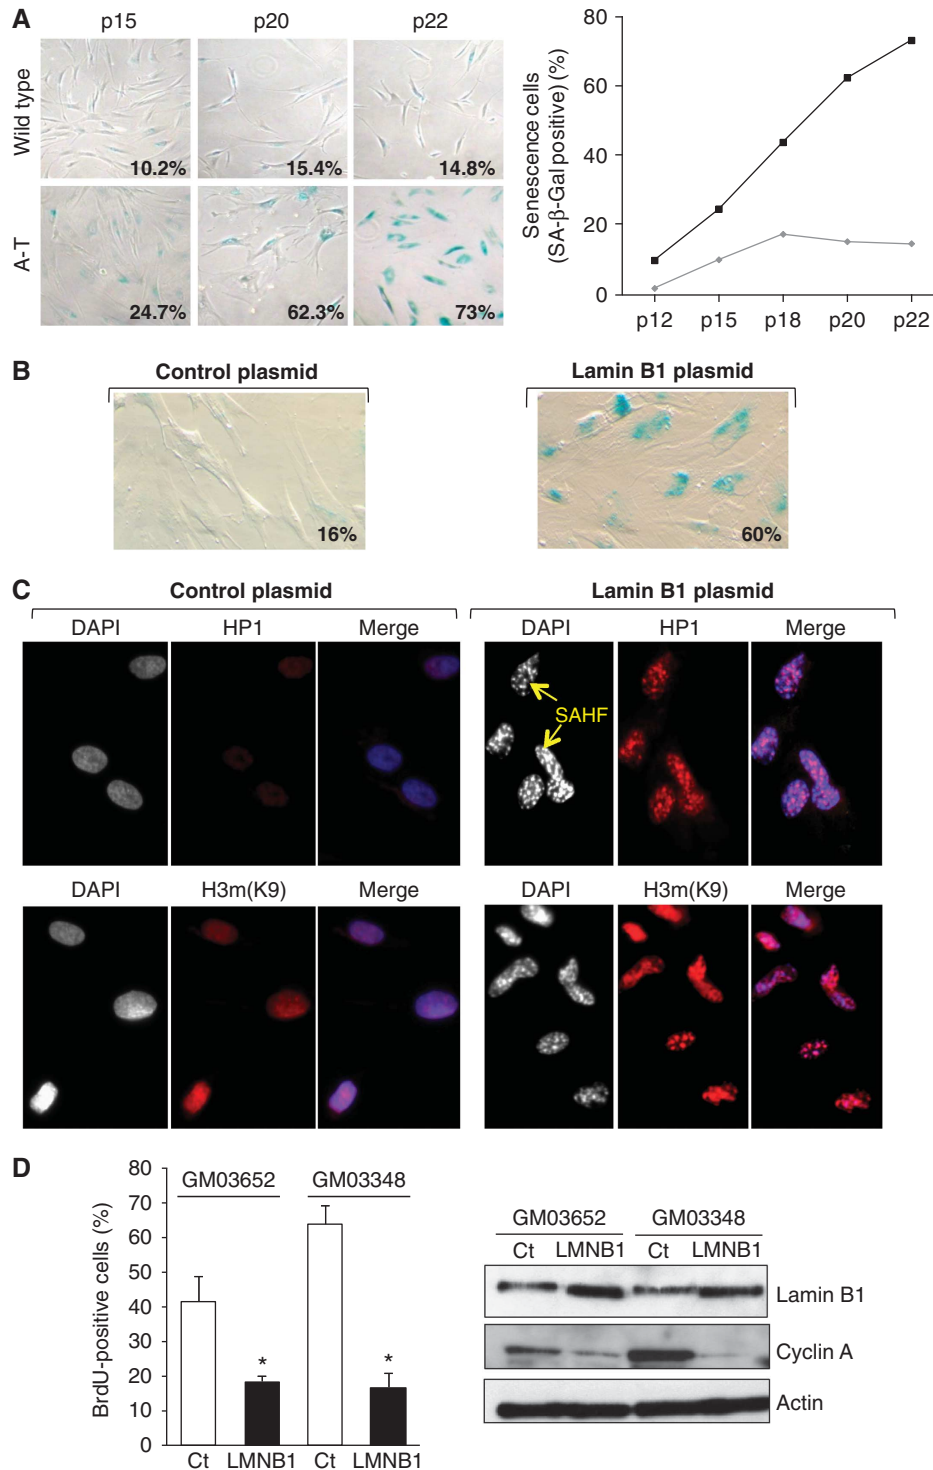 A
p15 p20 p22
Wild type
10.2% 15.4% 14.8%
A-T
24.7% 62.3% 73%
Senescence cells
(SA-β-Gal positive) (%)
80
60
40
20
0
p12 p15 p18 p20 p22
B
Control plasmid Lamin B1 plasmid
16% 60%
C
Control plasmid Lamin B1 plasmid
DAPI HP1 Merge DAPI HP1 Merge
SAHF
DAPI H3m(K9) Merge DAPI H3m(K9) Merge
D
BrdU-positive cells (%)
80
70
60
50
40
30
20
10
0
GM03652 GM03348
* *
Ct LMNB1 Ct LMNB1
GM03652 GM03348
Ct LMNB1 Ct LMNB1
Lamin B1
Cyclin A
Actin